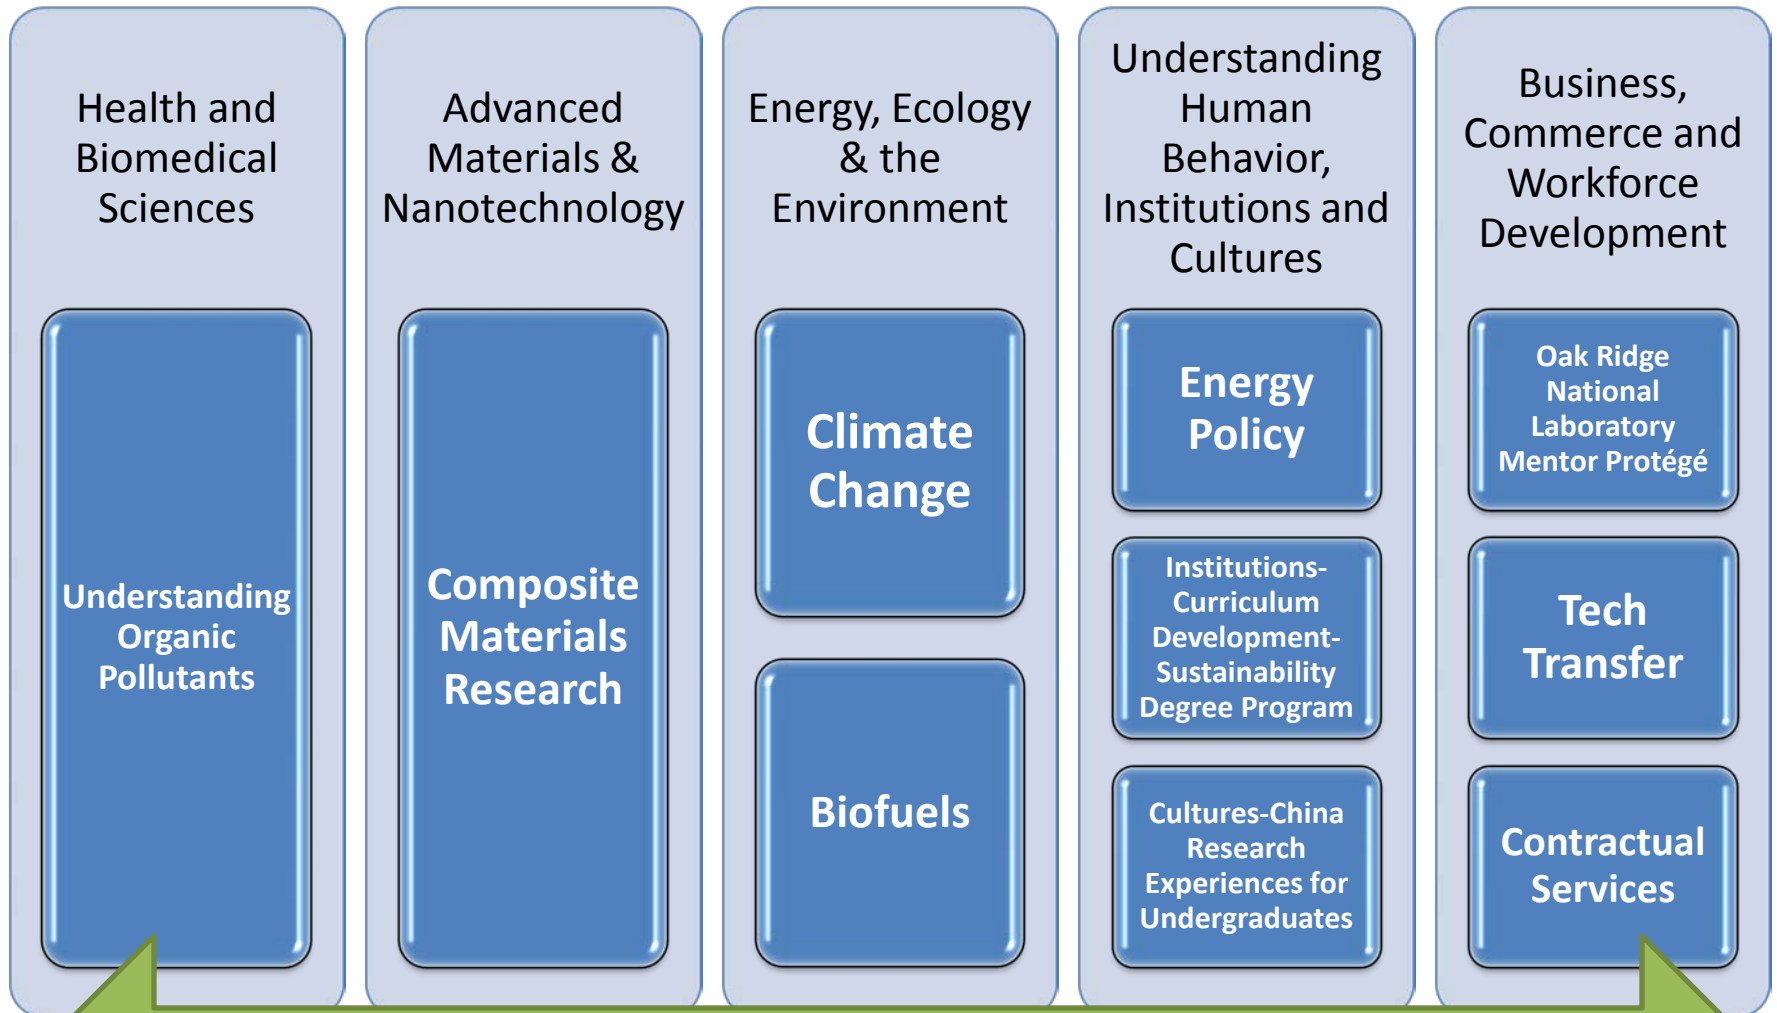 Health and
Biomedical
Sciences
Understanding
Organic
Pollutants
Advanced
Materials &
Nanotechnology
Composite
Materials
Research
Energy, Ecology
& the
Environment
Climate
Change
Biofuels
Understanding
Human
Behavior,
Institutions and
Cultures
Energy
Policy
Institutions-
Curriculum
Development-
Sustainability
Degree Program
Cultures-China
Research
Experiences for
Undergraduates
Business,
Commerce and
Workforce
Development
Oak Ridge
National
Laboratory
Mentor Protégé
Tech
Transfer
Contractual
Services